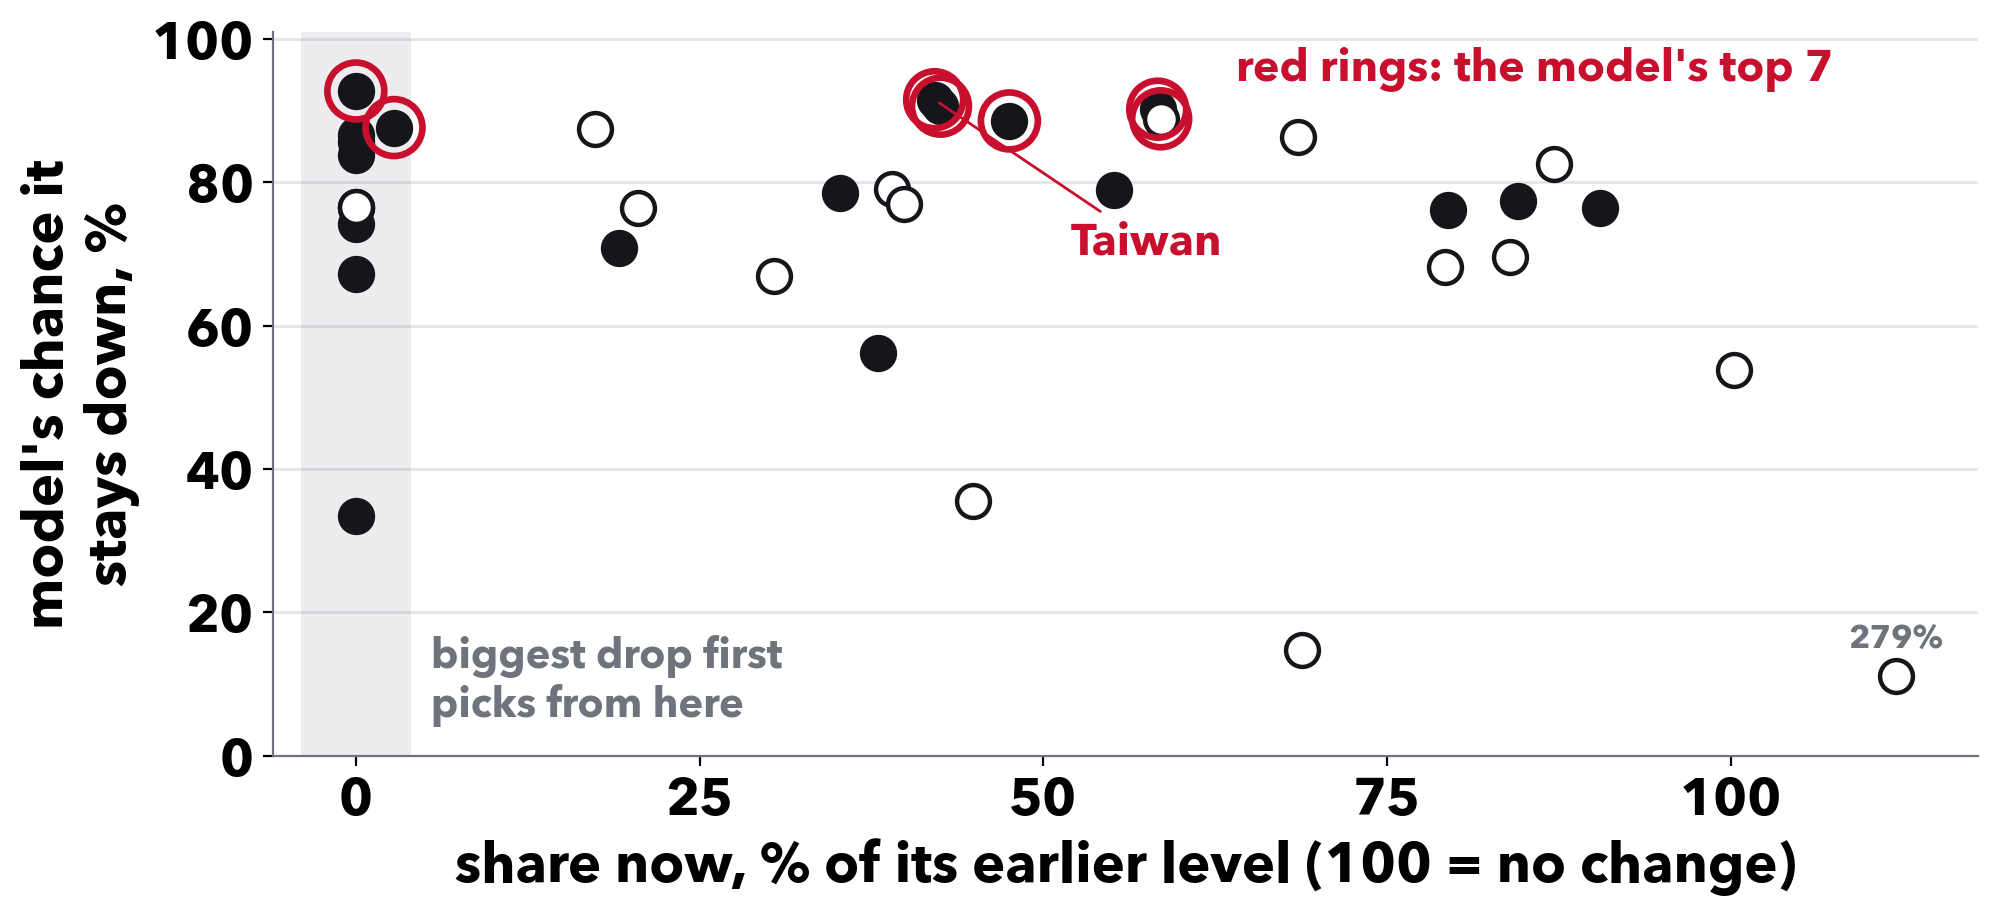 red rings: the model's top 7
Taiwan
279%
biggest drop first
picks from here
model's chance it
stays down, %
100
80
60
40
20
0
0
25
50
75
100
share now, % of its earlier level (100 = no change)